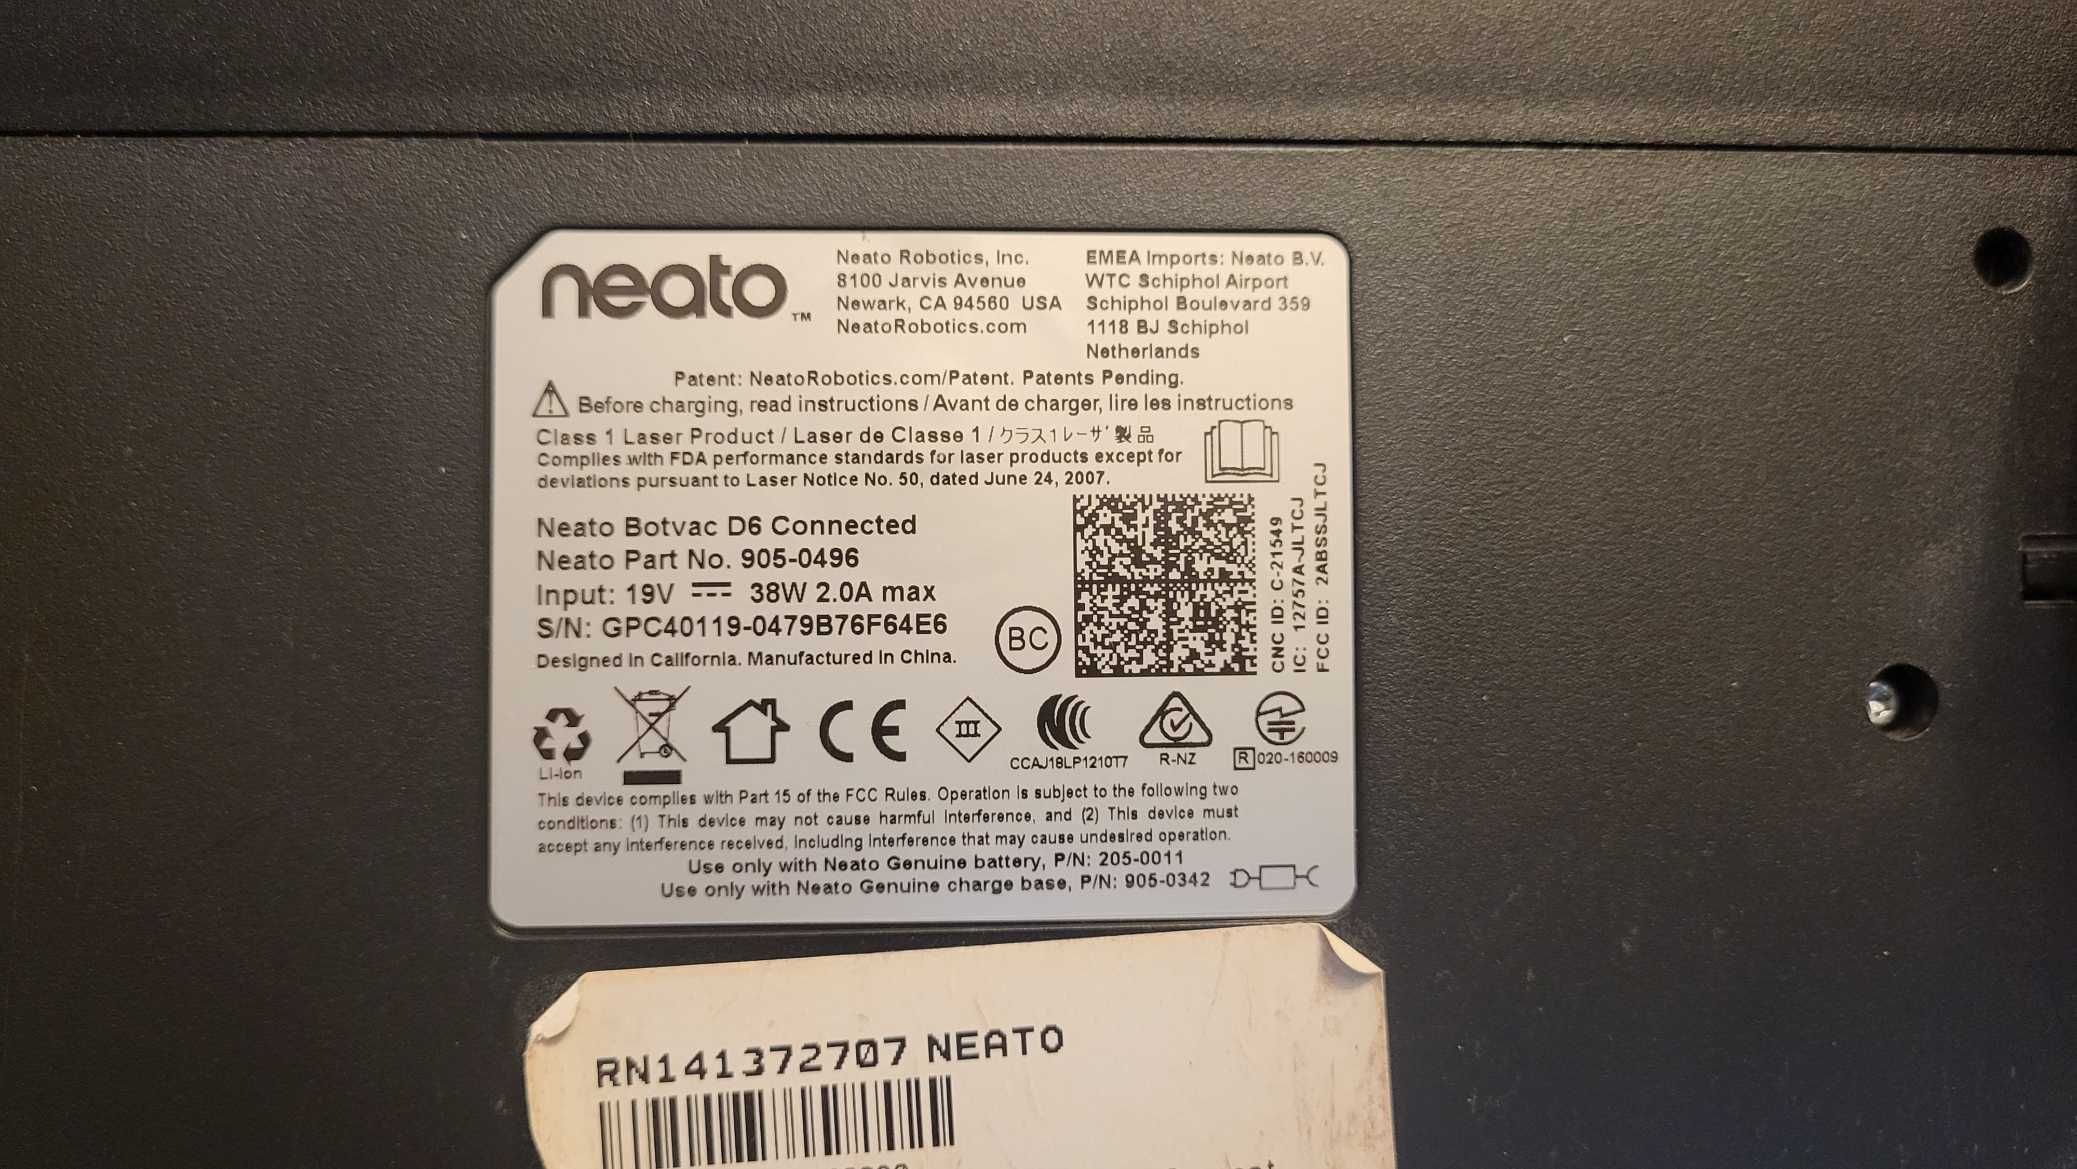 neato™
Neato Robotics, Inc.
8100 Jarvis Avenue
Newark, CA 94560 USA
NeatoRobotics.com
EMEA Imports: Neato B.V.
WTC Schiphol Airport
Schiphol Boulevard 359
1118 BJ Schiphol
Netherlands
Patent: NeatoRobotics.com/Patent. Patents Pending.
Before charging, read instructions / Avant de charger, lire les instructions
Class 1 Laser Product / Laser de Classe 1 / クラス1レーザ製品
Complies with FDA performance standards for laser products except for
deviations pursuant to Laser Notice No. 50, dated June 24, 2007.
Neato Botvac D6 Connected
Neato Part No. 905-0496
Input: 19V ⎓ 38W 2.0A max
S/N: GPC40119-0479B76F64E6
Designed in California. Manufactured in China.
BC
CNC ID: C-21549
IC: 12757A-JLTCJ
FCC ID: 2ABSSJLTCJ
Li-Ion
CE
III
CCAJ18LP1210T7
R-NZ
R 020-160009
This device complies with Part 15 of the FCC Rules. Operation is subject to the following two
conditions: (1) This device may not cause harmful interference, and (2) This device must
accept any interference received, including interference that may cause undesired operation.
Use only with Neato Genuine battery, P/N: 205-0011
Use only with Neato Genuine charge base, P/N: 905-0342
RN141372707 NEATO